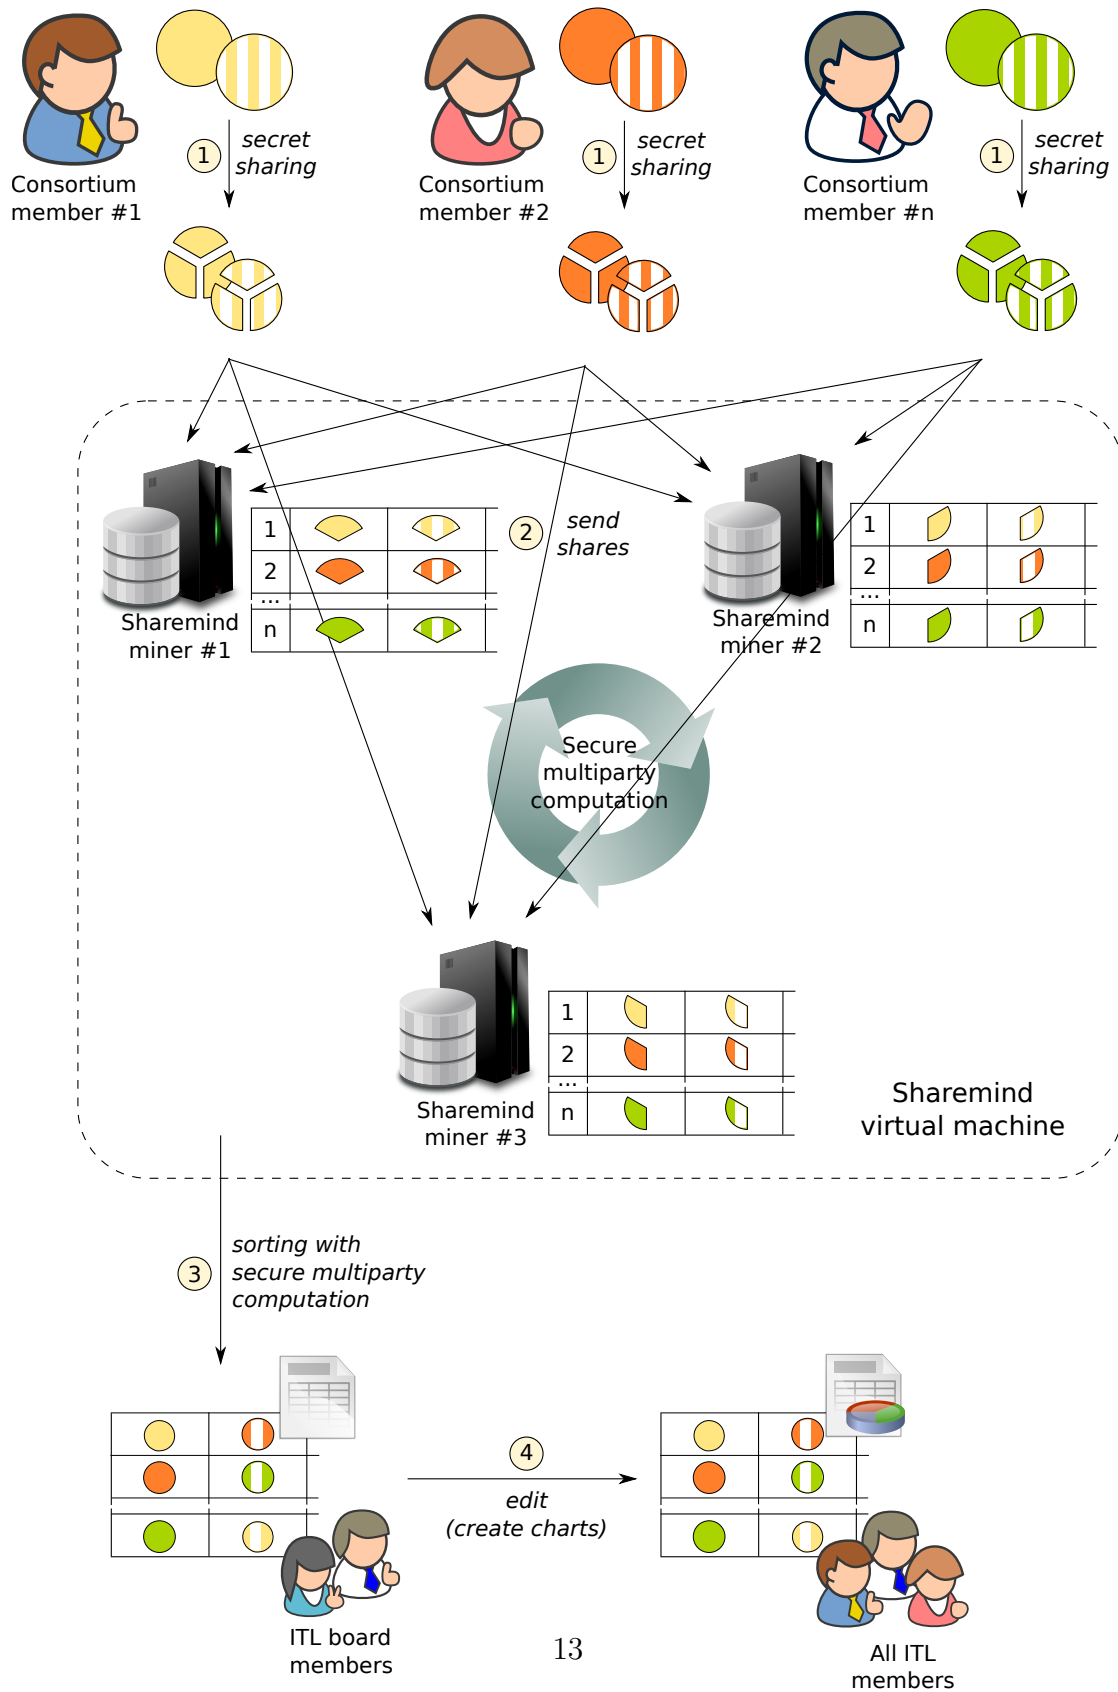 1
secret
sharing
1
secret
sharing
1
secret
sharing
Consortium
member #1
Consortium
member #2
Consortium
member #n
1
2
...
n
Sharemind
miner #1
2
send
shares
1
2
...
n
Sharemind
miner #2
Secure
multiparty
computation
1
2
...
n
Sharemind
miner #3
Sharemind
virtual machine
3
sorting with
secure multiparty
computation
4
edit
(create charts)
ITL board
members
All ITL
members
13